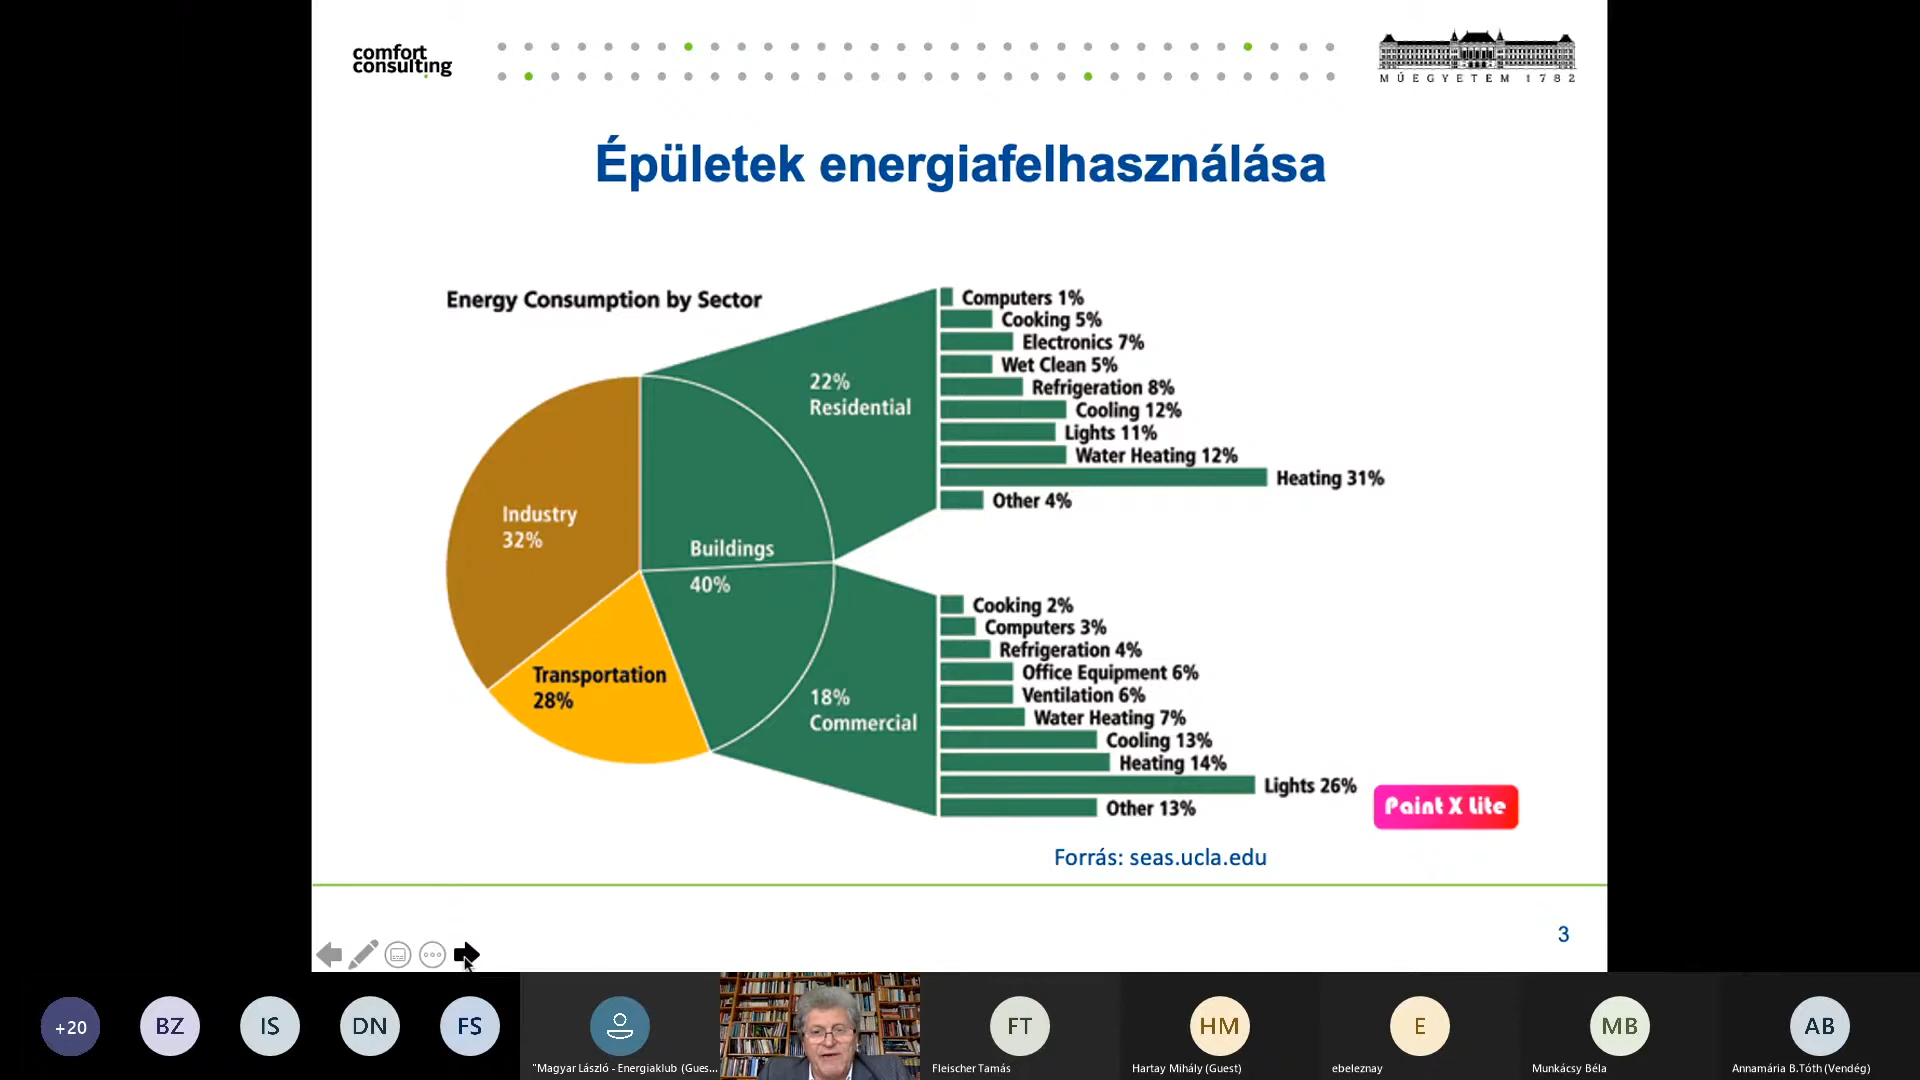 comfort
consulting
MŰEGYETEM 1782
Épületek energiafelhasználása
Energy Consumption by Sector
Industry
32%
Transportation
28%
Buildings
40%
22%
Residential
Computers 1%
Cooking 5%
Electronics 7%
Wet Clean 5%
Refrigeration 8%
Cooling 12%
Lights 11%
Water Heating 12%
Heating 31%
Other 4%
18%
Commercial
Cooking 2%
Computers 3%
Refrigeration 4%
Office Equipment 6%
Ventilation 6%
Water Heating 7%
Cooling 13%
Heating 14%
Lights 26%
Other 13%
Paint X Lite
Forrás: seas.ucla.edu
3
+20
BZ
IS
DN
FS
"Magyar László - Energiaklub (Gues...
FT
Fleischer Tamás
HM
Hartay Mihály (Guest)
E
ebeleznay
MB
Munkácsy Béla
AB
Annamária B.Tóth (Vendég)